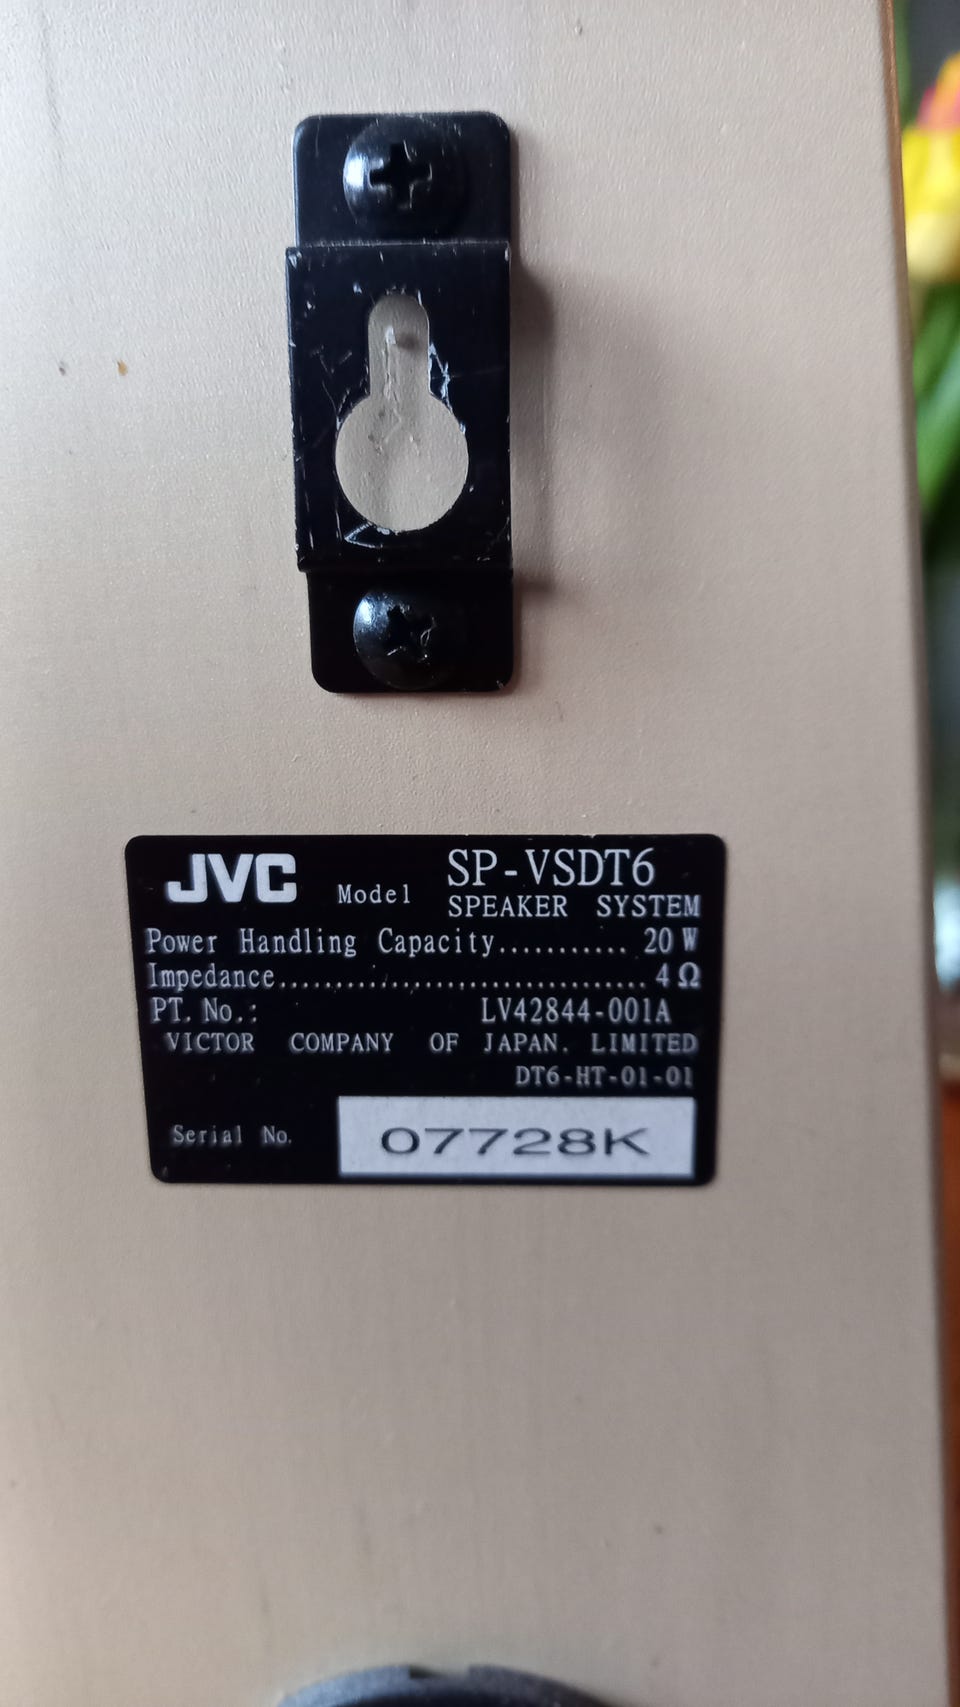 JVC Model SP-VSDT6
SPEAKER SYSTEM
Power Handling Capacity........... 20 W
Impedance................................. 4 Ω
PT. No.: LV42844-001A
VICTOR COMPANY OF JAPAN. LIMITED
DT6-HT-01-01
Serial No. 07728K